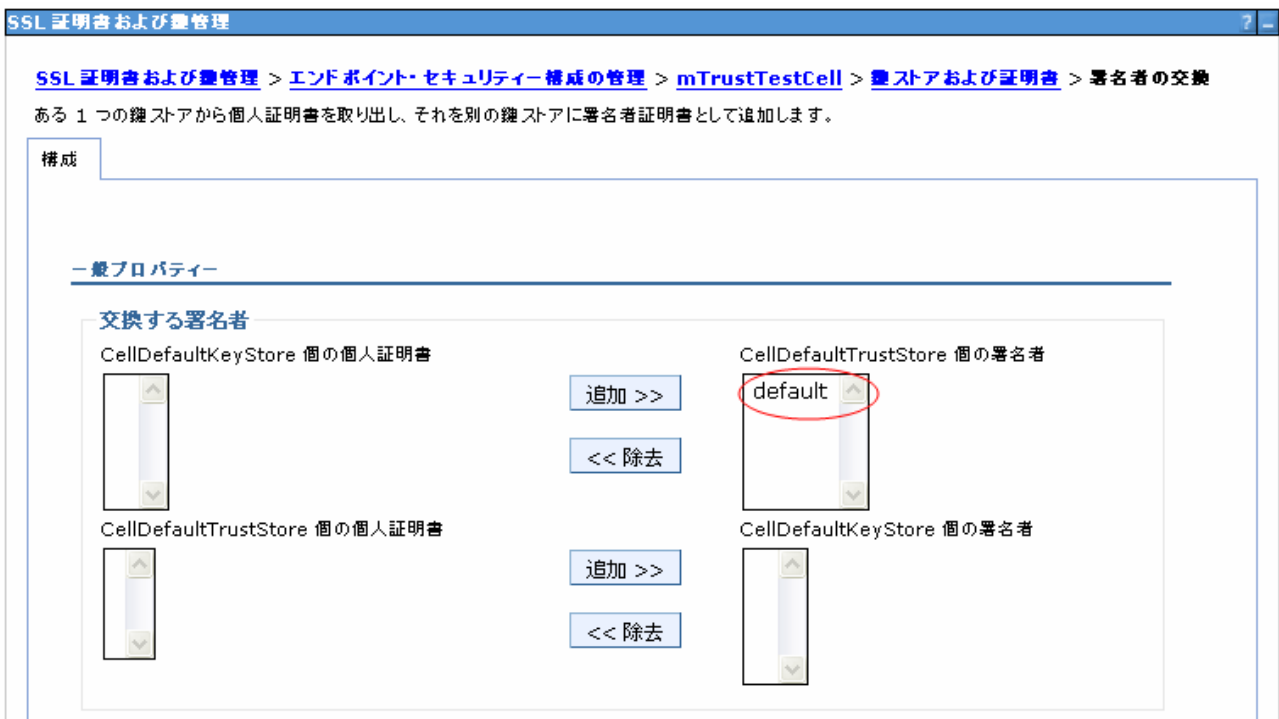 SSL 証明書および鍵管理 ? -
SSL 証明書および鍵管理 > エンドポイント・セキュリティー構成の管理 > mTrustTestCell > 鍵ストアおよび証明書 > 署名者の交換
ある 1 つの鍵ストアから個人証明書を取り出し、それを別の鍵ストアに署名者証明書として追加します。
構成
一般プロパティー
交換する署名者
CellDefaultKeyStore 個の個人証明書
CellDefaultTrustStore 個の署名者
追加 >>
default
<< 除去
CellDefaultTrustStore 個の個人証明書
CellDefaultKeyStore 個の署名者
追加 >>
<< 除去